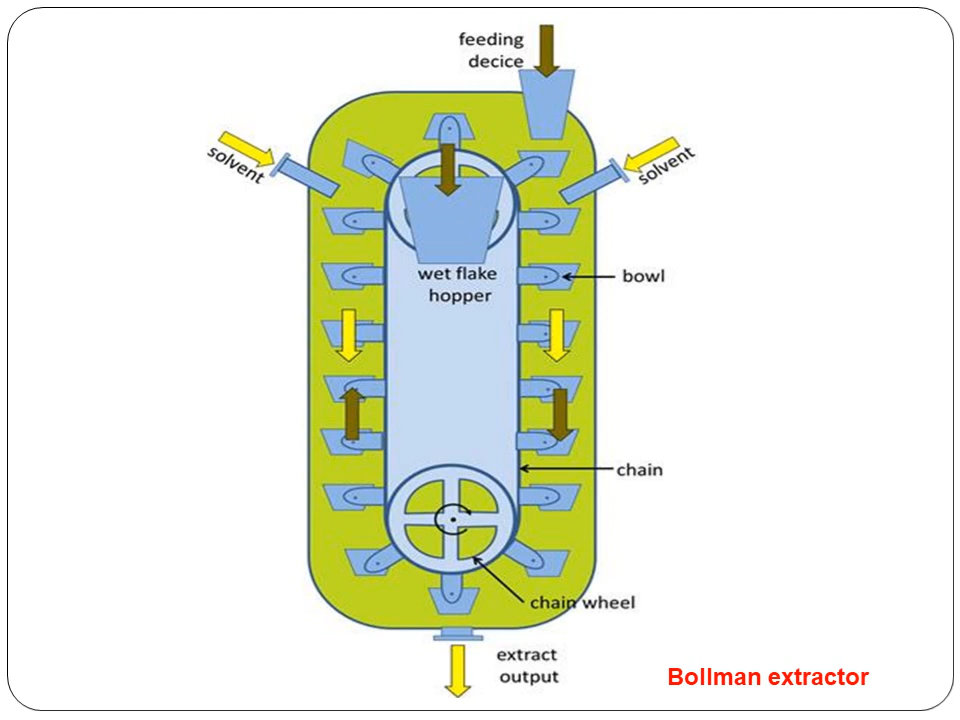 feeding
decice
solvent
solvent
wet flake
hopper
bowl
chain
chain wheel
extract
output
Bollman extractor